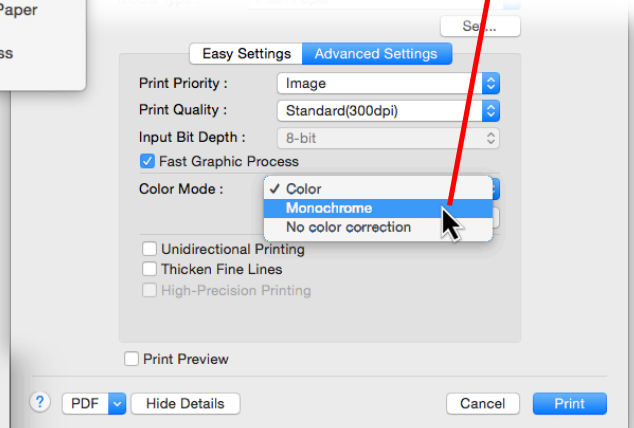 Paper
ss
Set...
Easy Settings Advanced Settings
Print Priority : Image
Print Quality : Standard(300dpi)
Input Bit Depth : 8-bit
Fast Graphic Process
Color Mode : ✓ Color
Monochrome
No color correction
Unidirectional Printing
Thicken Fine Lines
High-Precision Printing
Print Preview
? PDF Hide Details Cancel Print